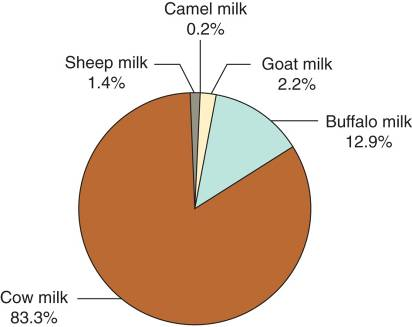 Camel milk
0.2%
Sheep milk
1.4%
Goat milk
2.2%
Buffalo milk
12.9%
Cow milk
83.3%